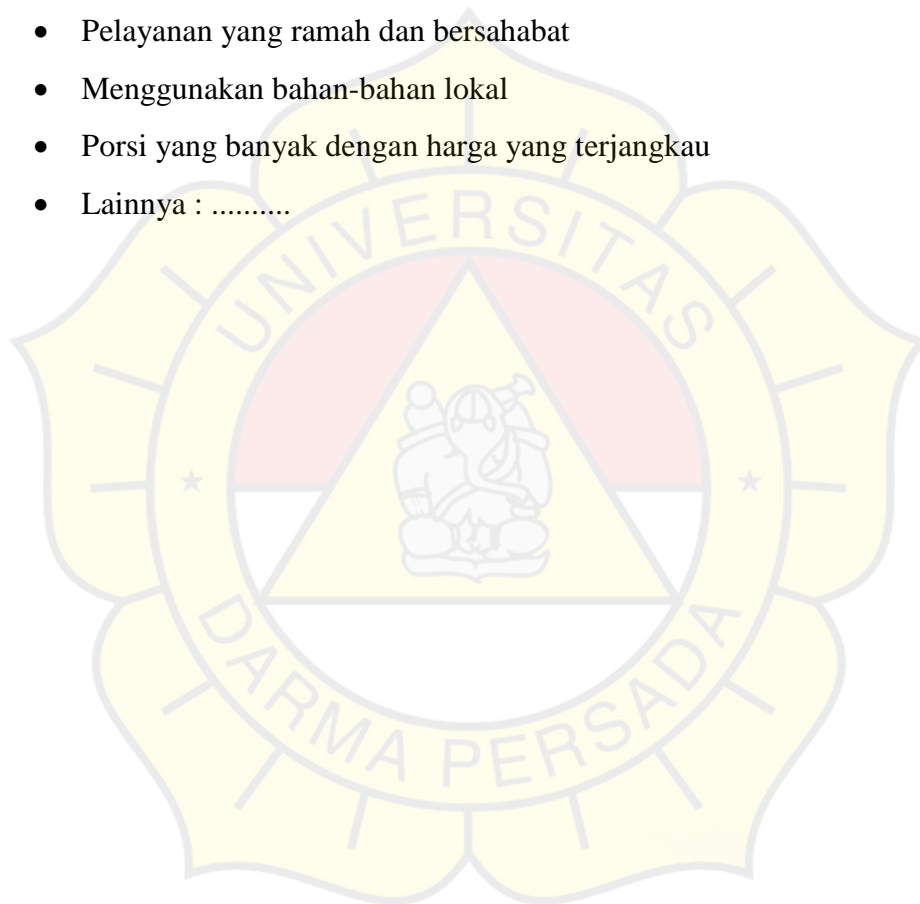 • Pelayanan yang ramah dan bersahabat
• Menggunakan bahan-bahan lokal
• Porsi yang banyak dengan harga yang terjangkau
• Lainnya : ..........
UNIVERSITAS
DARMA PERSADA